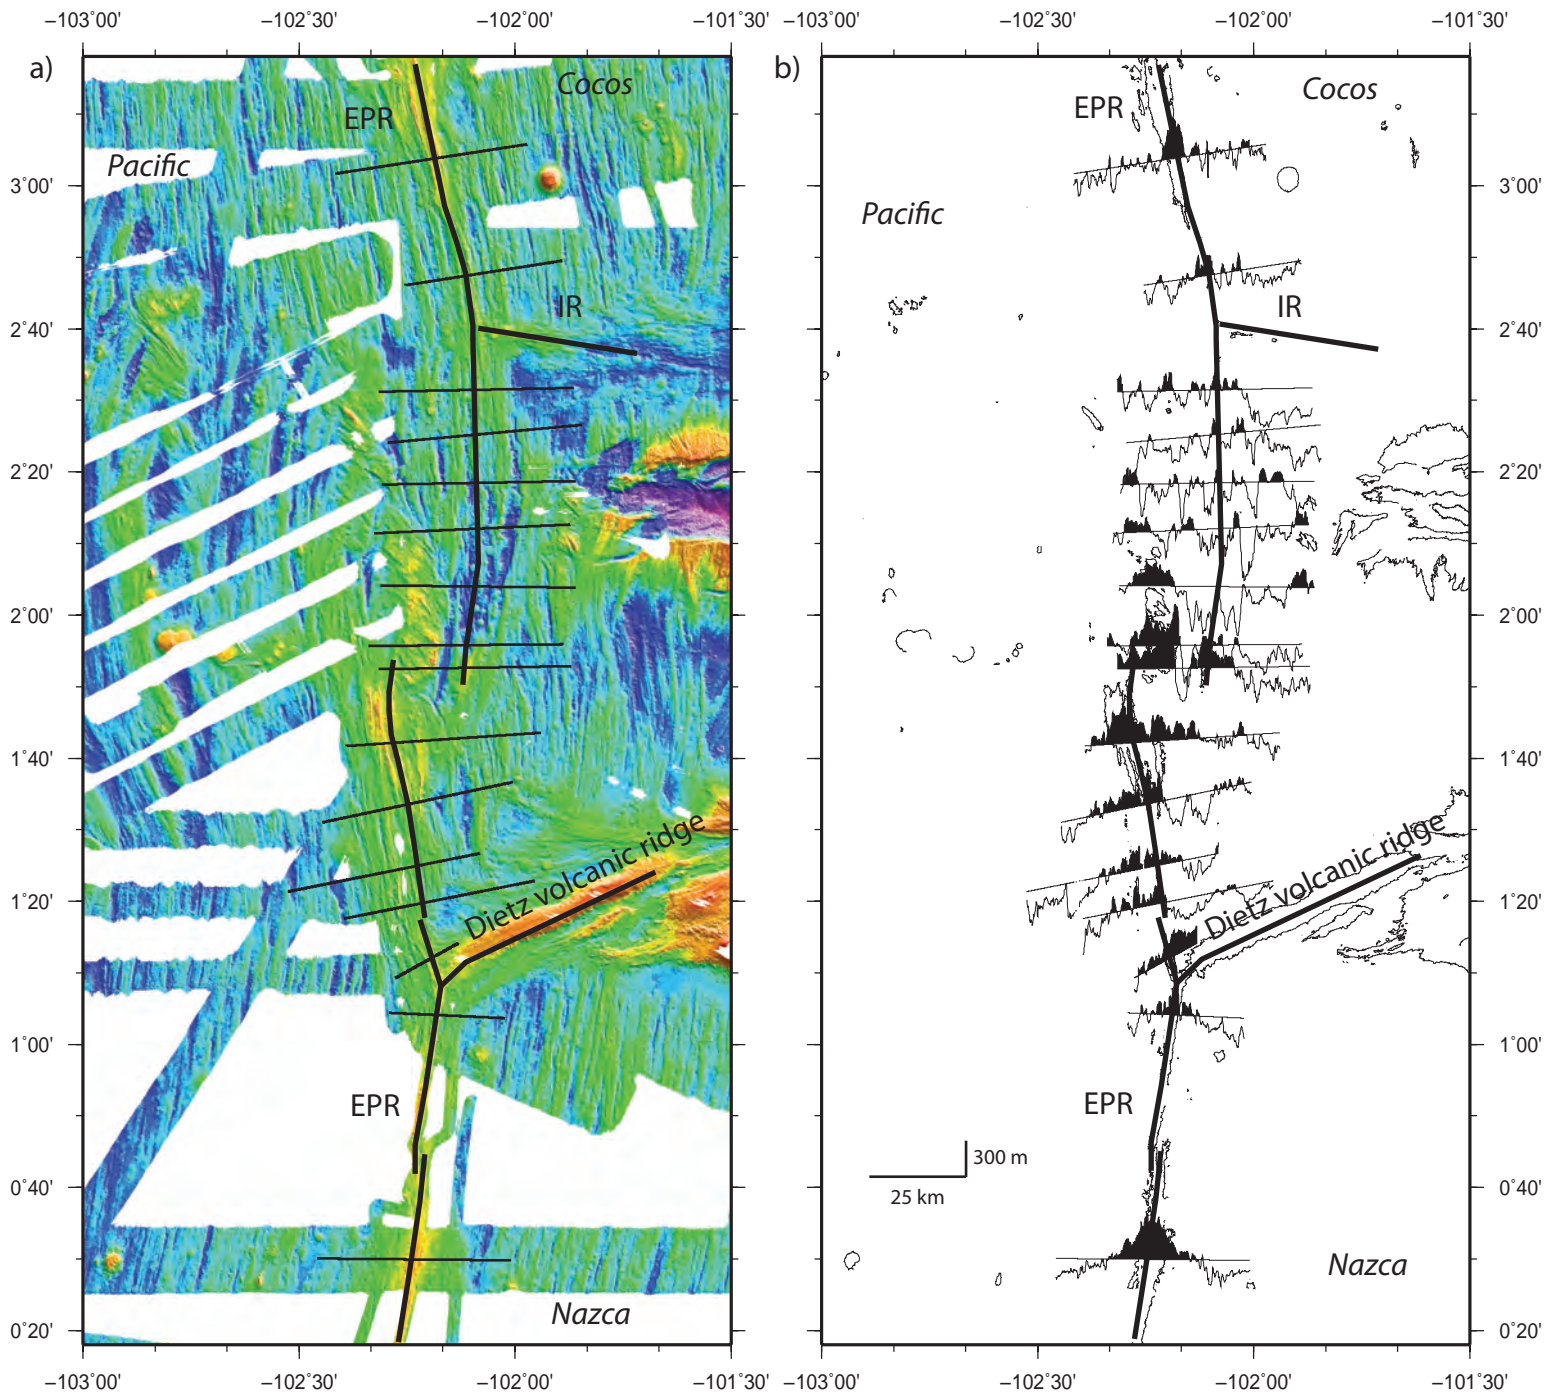 −103˚00'
−102˚30'
−102˚00'
−101˚30'
−103˚00'
−102˚30'
−102˚00'
−101˚30'
a)
Cocos
EPR
Pacific
IR
Dietz volcanic ridge
EPR
Nazca
3˚00'
2˚40'
2˚20'
2˚00'
1˚40'
1˚20'
1˚00'
0˚40'
0˚20'
b)
Cocos
EPR
Pacific
IR
Dietz volcanic ridge
EPR
300 m
25 km
Nazca
3˚00'
2˚40'
2˚20'
2˚00'
1˚40'
1˚20'
1˚00'
0˚40'
0˚20'
−103˚00'
−102˚30'
−102˚00'
−101˚30'
−103˚00'
−102˚30'
−102˚00'
−101˚30'